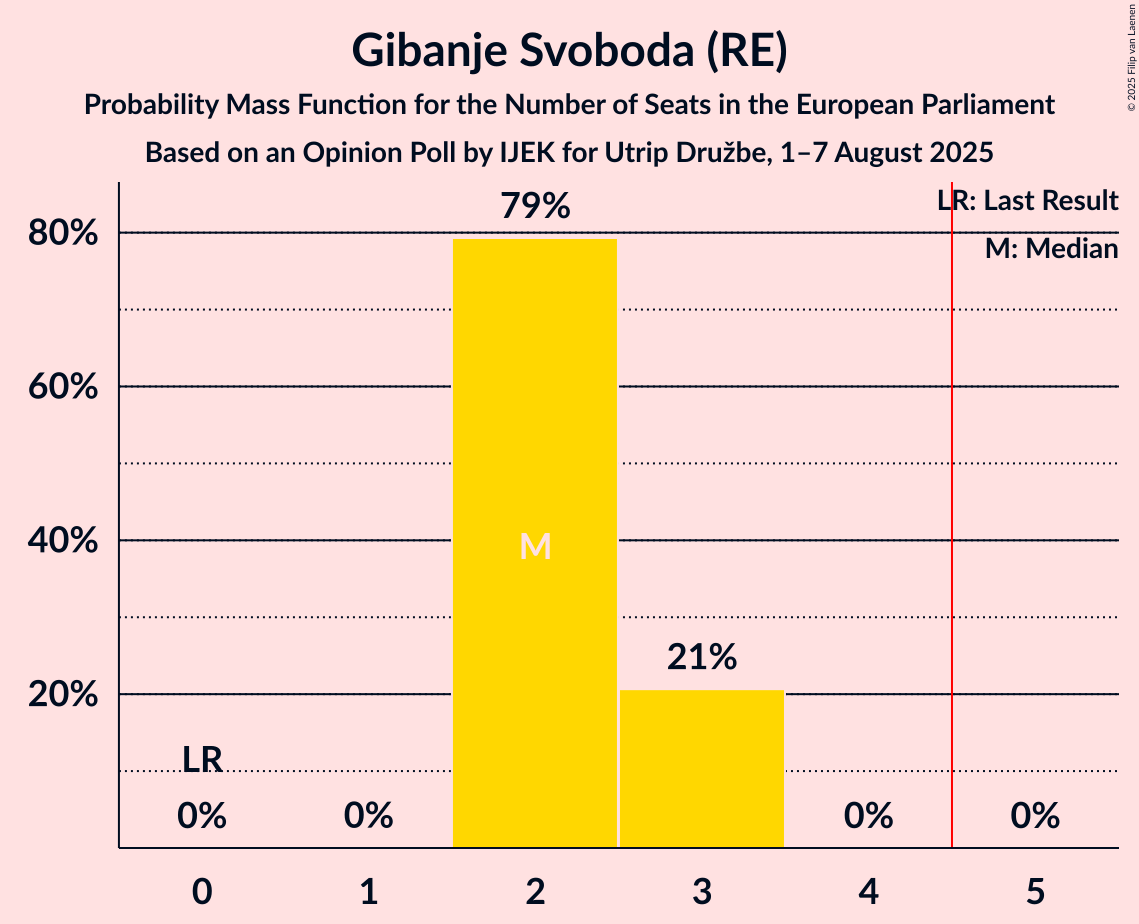 Gibanje Svoboda (RE)
Probability Mass Function for the Number of Seats in the European Parliament
Based on an Opinion Poll by IJEK for Utrip Družbe, 1–7 August 2025
© 2025 Filip van Laenen
LR: Last Result
M: Median
80%
60%
40%
20%
79%
M
21%
LR
0%
0%
0%
0%
0 1 2 3 4 5